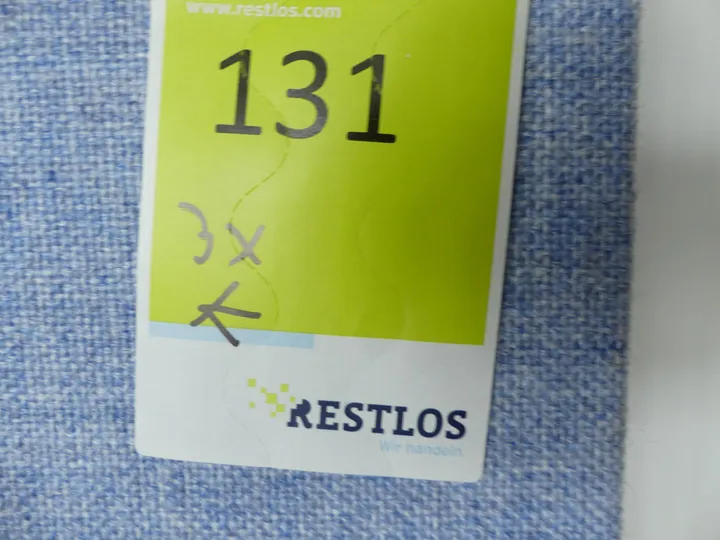 www.restlos.com
131
3x
←
RESTLOS
Wir handeln.